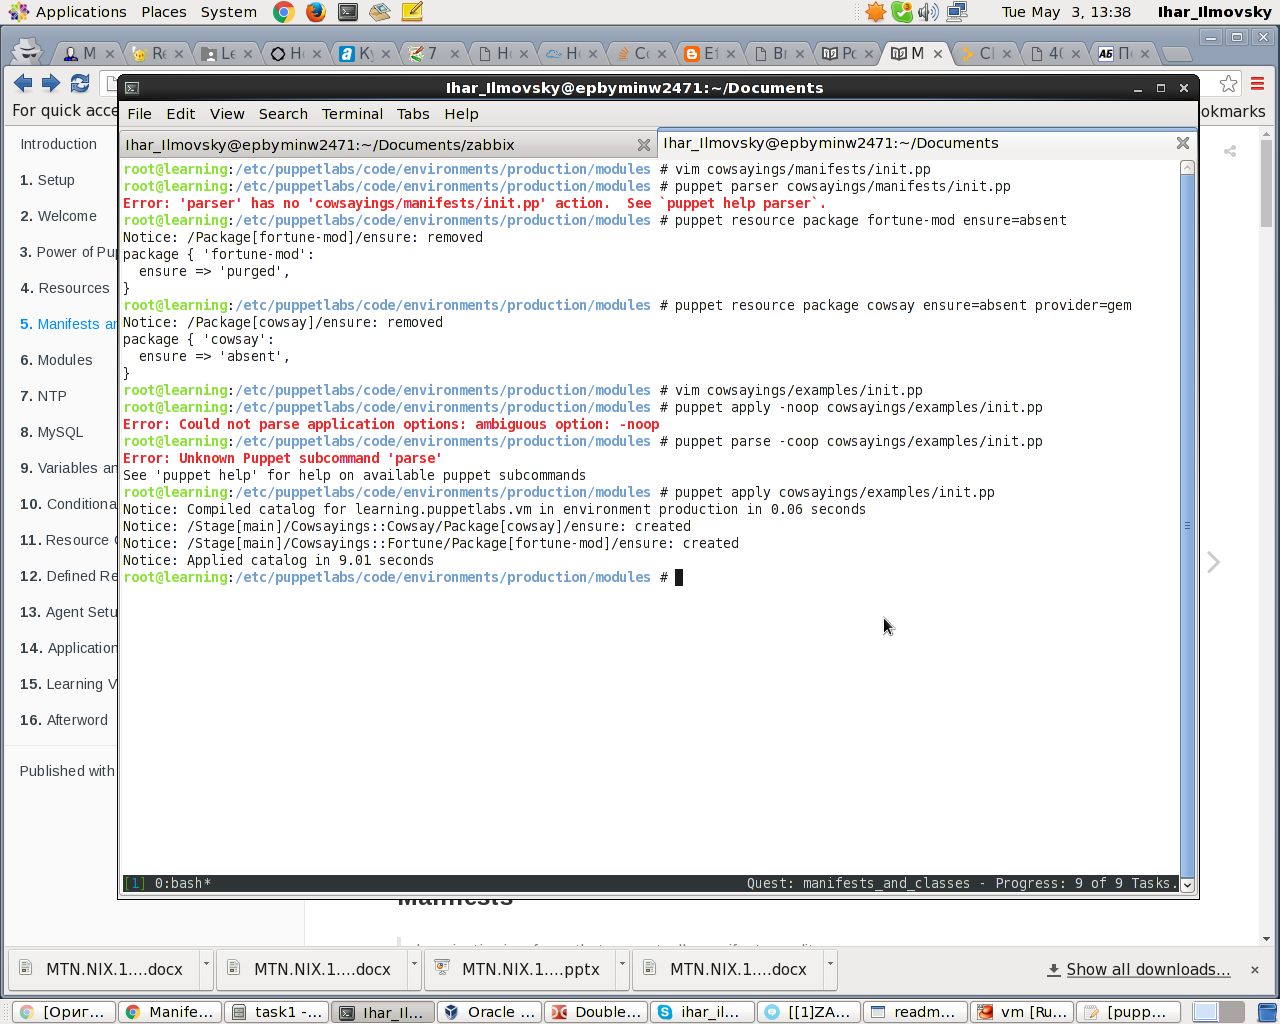 Applications Places System Tue May 3, 13:38 Ihar_Ilmovsky
M Re Le He Ky 7 He He Co Et Br Po M Cl 40 АБ По
For quick acce okmarks
Ihar_Ilmovsky@epbyminw2471:~/Documents
File Edit View Search Terminal Tabs Help
Ihar_Ilmovsky@epbyminw2471:~/Documents/zabbix Ihar_Ilmovsky@epbyminw2471:~/Documents
Introduction
1. Setup
2. Welcome
3. Power of Pup
4. Resources
5. Manifests ar
6. Modules
7. NTP
8. MySQL
9. Variables an
10. Conditiona
11. Resource O
12. Defined Re
13. Agent Setu
14. Application
15. Learning V
16. Afterword
Published with
root@learning:/etc/puppetlabs/code/environments/production/modules # vim cowsayings/manifests/init.pp
root@learning:/etc/puppetlabs/code/environments/production/modules # puppet parser cowsayings/manifests/init.pp
Error: 'parser' has no 'cowsayings/manifests/init.pp' action.  See `puppet help parser`.
root@learning:/etc/puppetlabs/code/environments/production/modules # puppet resource package fortune-mod ensure=absent
Notice: /Package[fortune-mod]/ensure: removed
package { 'fortune-mod':
  ensure => 'purged',
}
root@learning:/etc/puppetlabs/code/environments/production/modules # puppet resource package cowsay ensure=absent provider=gem
Notice: /Package[cowsay]/ensure: removed
package { 'cowsay':
  ensure => 'absent',
}
root@learning:/etc/puppetlabs/code/environments/production/modules # vim cowsayings/examples/init.pp
root@learning:/etc/puppetlabs/code/environments/production/modules # puppet apply -noop cowsayings/examples/init.pp
Error: Could not parse application options: ambiguous option: -noop
root@learning:/etc/puppetlabs/code/environments/production/modules # puppet parse -coop cowsayings/examples/init.pp
Error: Unknown Puppet subcommand 'parse'
See 'puppet help' for help on available puppet subcommands
root@learning:/etc/puppetlabs/code/environments/production/modules # puppet apply cowsayings/examples/init.pp
Notice: Compiled catalog for learning.puppetlabs.vm in environment production in 0.06 seconds
Notice: /Stage[main]/Cowsayings::Cowsay/Package[cowsay]/ensure: created
Notice: /Stage[main]/Cowsayings::Fortune/Package[fortune-mod]/ensure: created
Notice: Applied catalog in 9.01 seconds
root@learning:/etc/puppetlabs/code/environments/production/modules #
[1] 0:bash* Quest: manifests_and_classes - Progress: 9 of 9 Tasks.
Manifests
MTN.NIX.1....docx MTN.NIX.1....docx MTN.NIX.1....pptx MTN.NIX.1....docx Show all downloads...
[Ориг... Manife... task1 -... Ihar_Il... Oracle ... Double... ihar_il... [[1]ZA... readm... vm [Ru... [pupp...